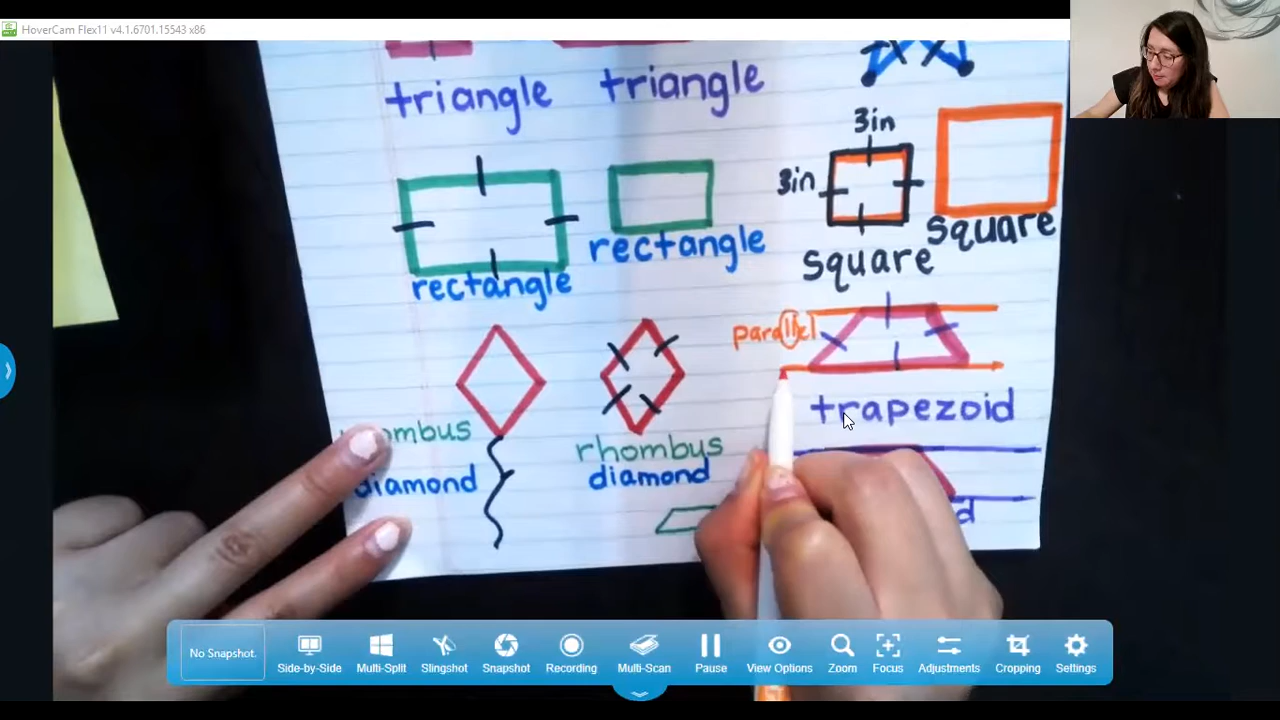 HoverCam Flex11 v4.1.6701.15543 x86
triangle triangle
3in
3in
square
square
rectangle
rectangle
parallel
trapezoid
rhombus
diamond
diamond
No Snapshot.
Side-by-Side Multi-Split Slingshot Snapshot Recording Multi-Scan Pause View Options Zoom Focus Adjustments Cropping Settings